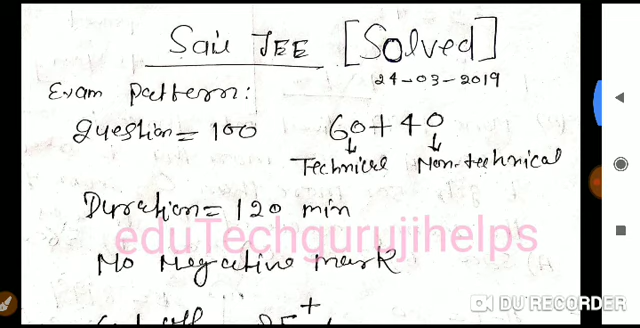 Sail JEE [Solved]
24-03-2019
Exam pattern:
question = 100 60 + 40
Technical Non-technical
Duration = 120 min
eduTechgurujihelps
No Negative mark
DU RECORDER